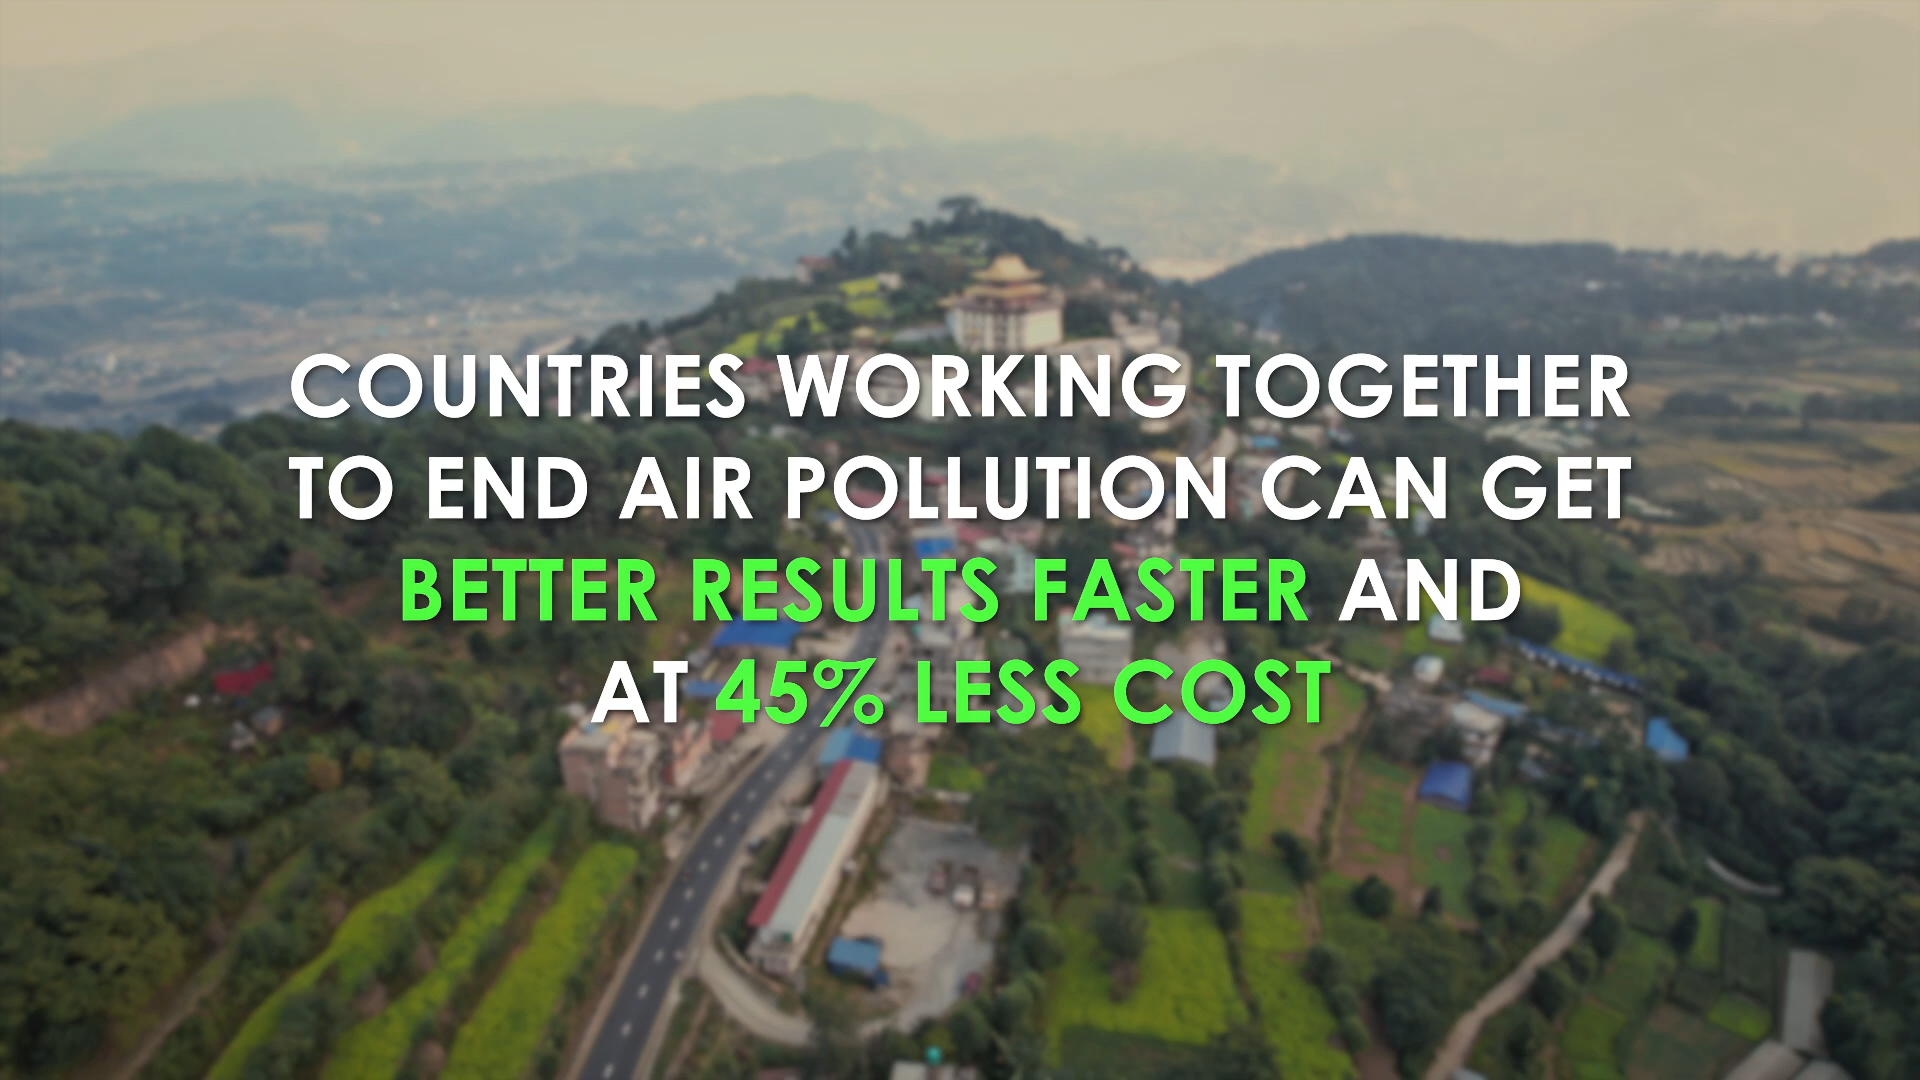 COUNTRIES WORKING TOGETHER
TO END AIR POLLUTION CAN GET
BETTER RESULTS FASTER AND
AT 45% LESS COST